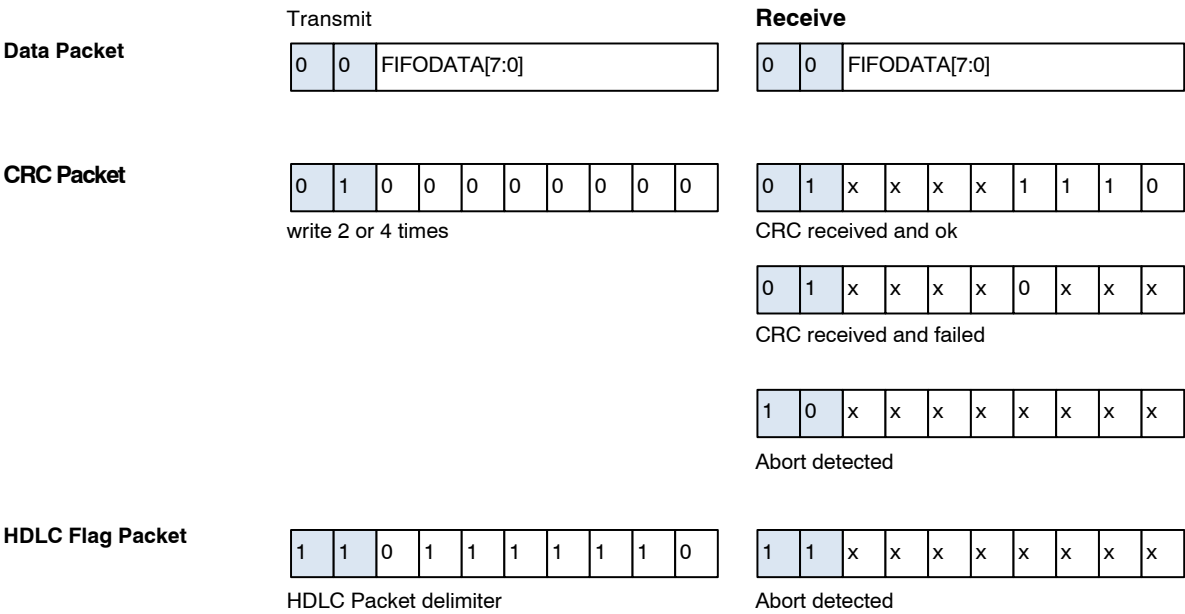 Transmit Receive
Data Packet 0 0 FIFODATA[7:0] 0 0 FIFODATA[7:0]
CRC Packet 0 1 0 0 0 0 0 0 0 0 0 1 x x x x 1 1 1 0
write 2 or 4 times CRC received and ok
0 1 x x x x 0 x x x
CRC received and failed
1 0 x x x x x x x x
Abort detected
HDLC Flag Packet 1 1 0 1 1 1 1 1 1 0 1 1 x x x x x x x x
HDLC Packet delimiter Abort detected